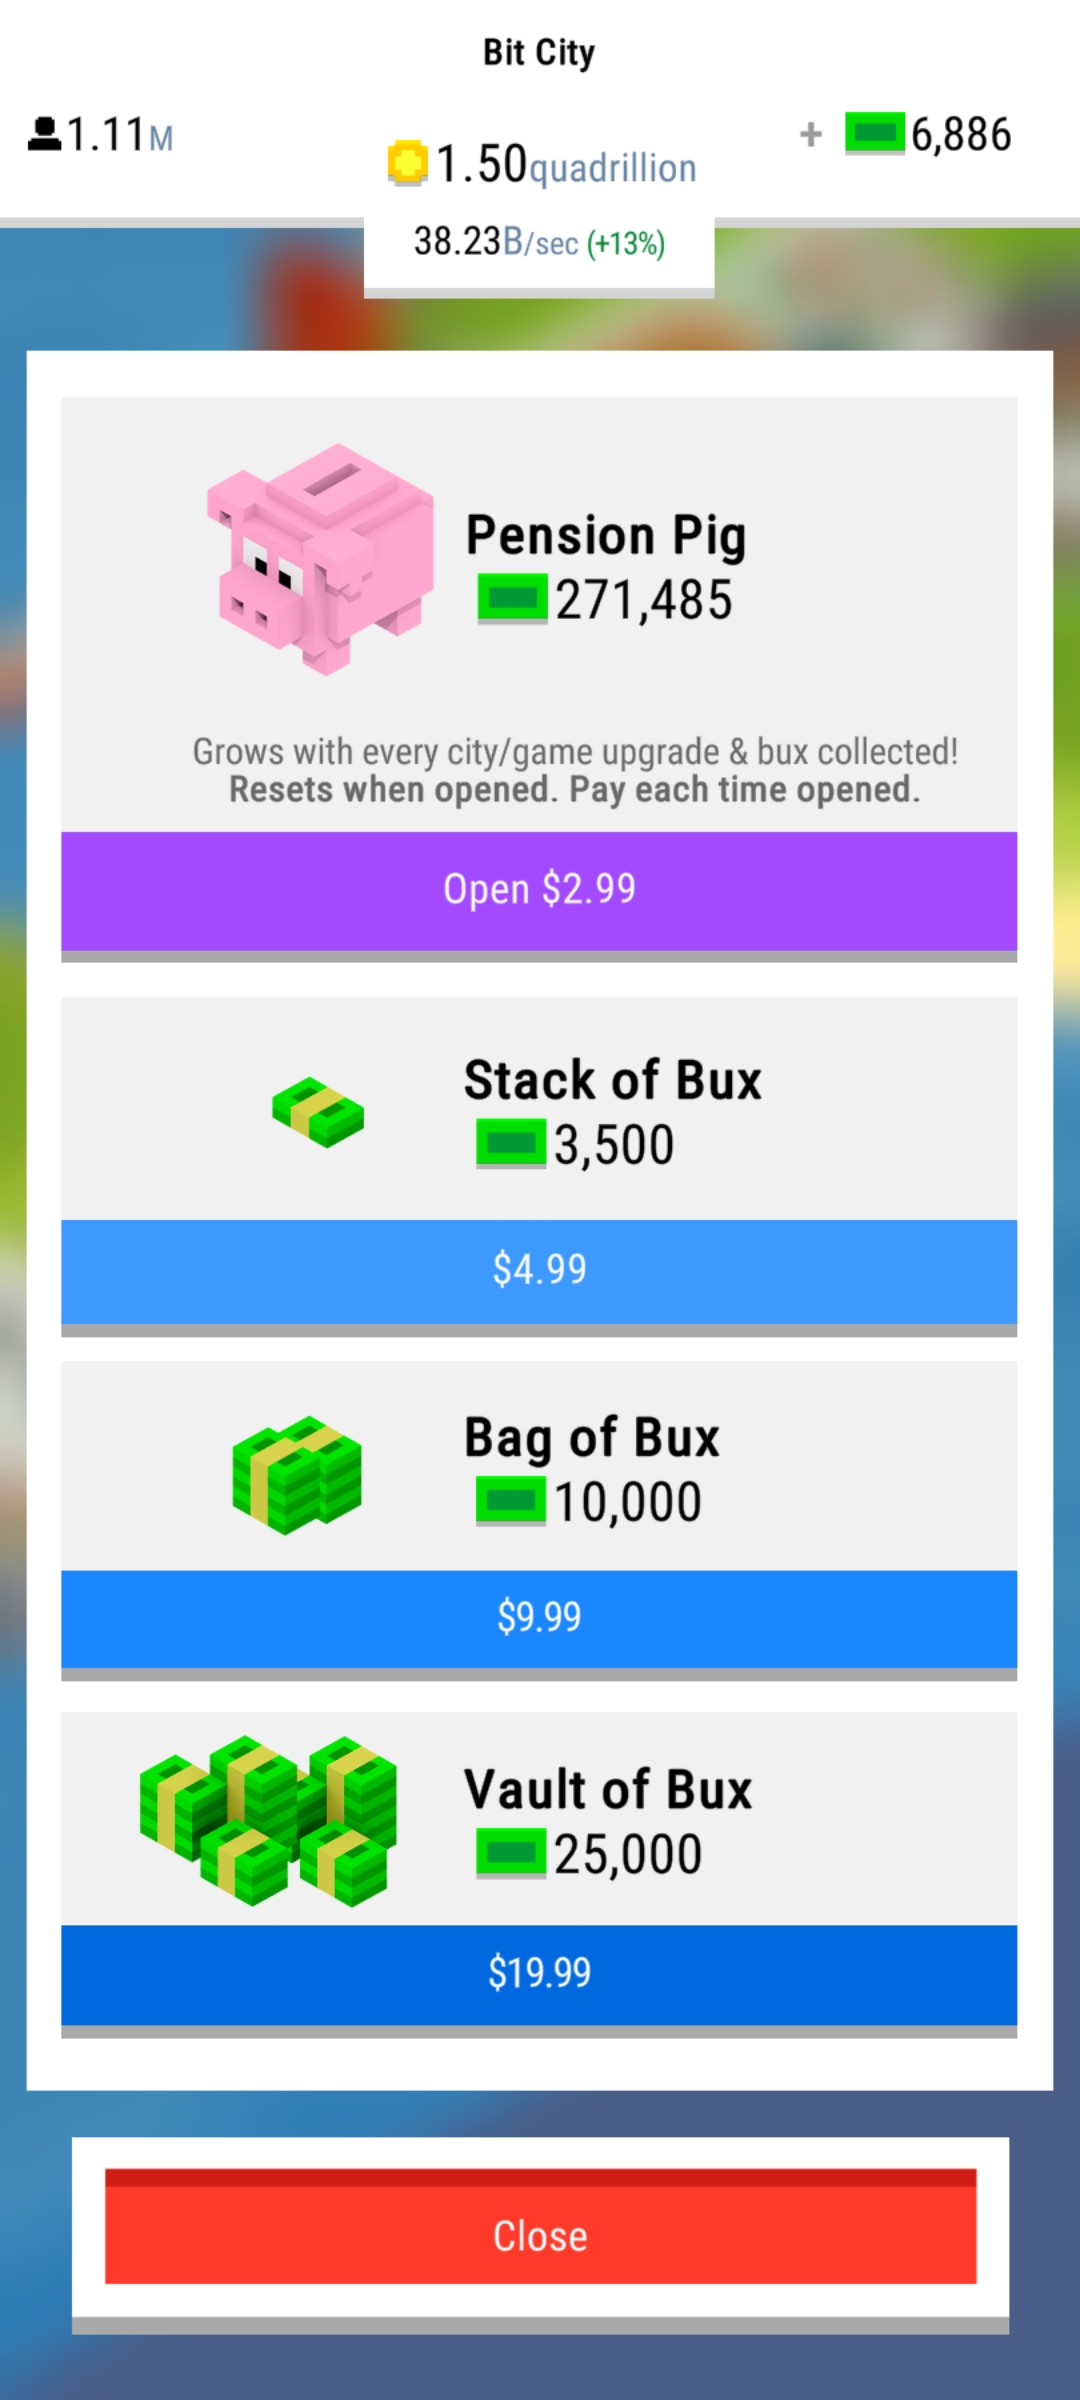 Bit City
1.11M
1.50quadrillion
+ 6,886
38.23B/sec (+13%)
Pension Pig
271,485
Grows with every city/game upgrade & bux collected!
Resets when opened. Pay each time opened.
Open $2.99
Stack of Bux
3,500
$4.99
Bag of Bux
10,000
$9.99
Vault of Bux
25,000
$19.99
Close